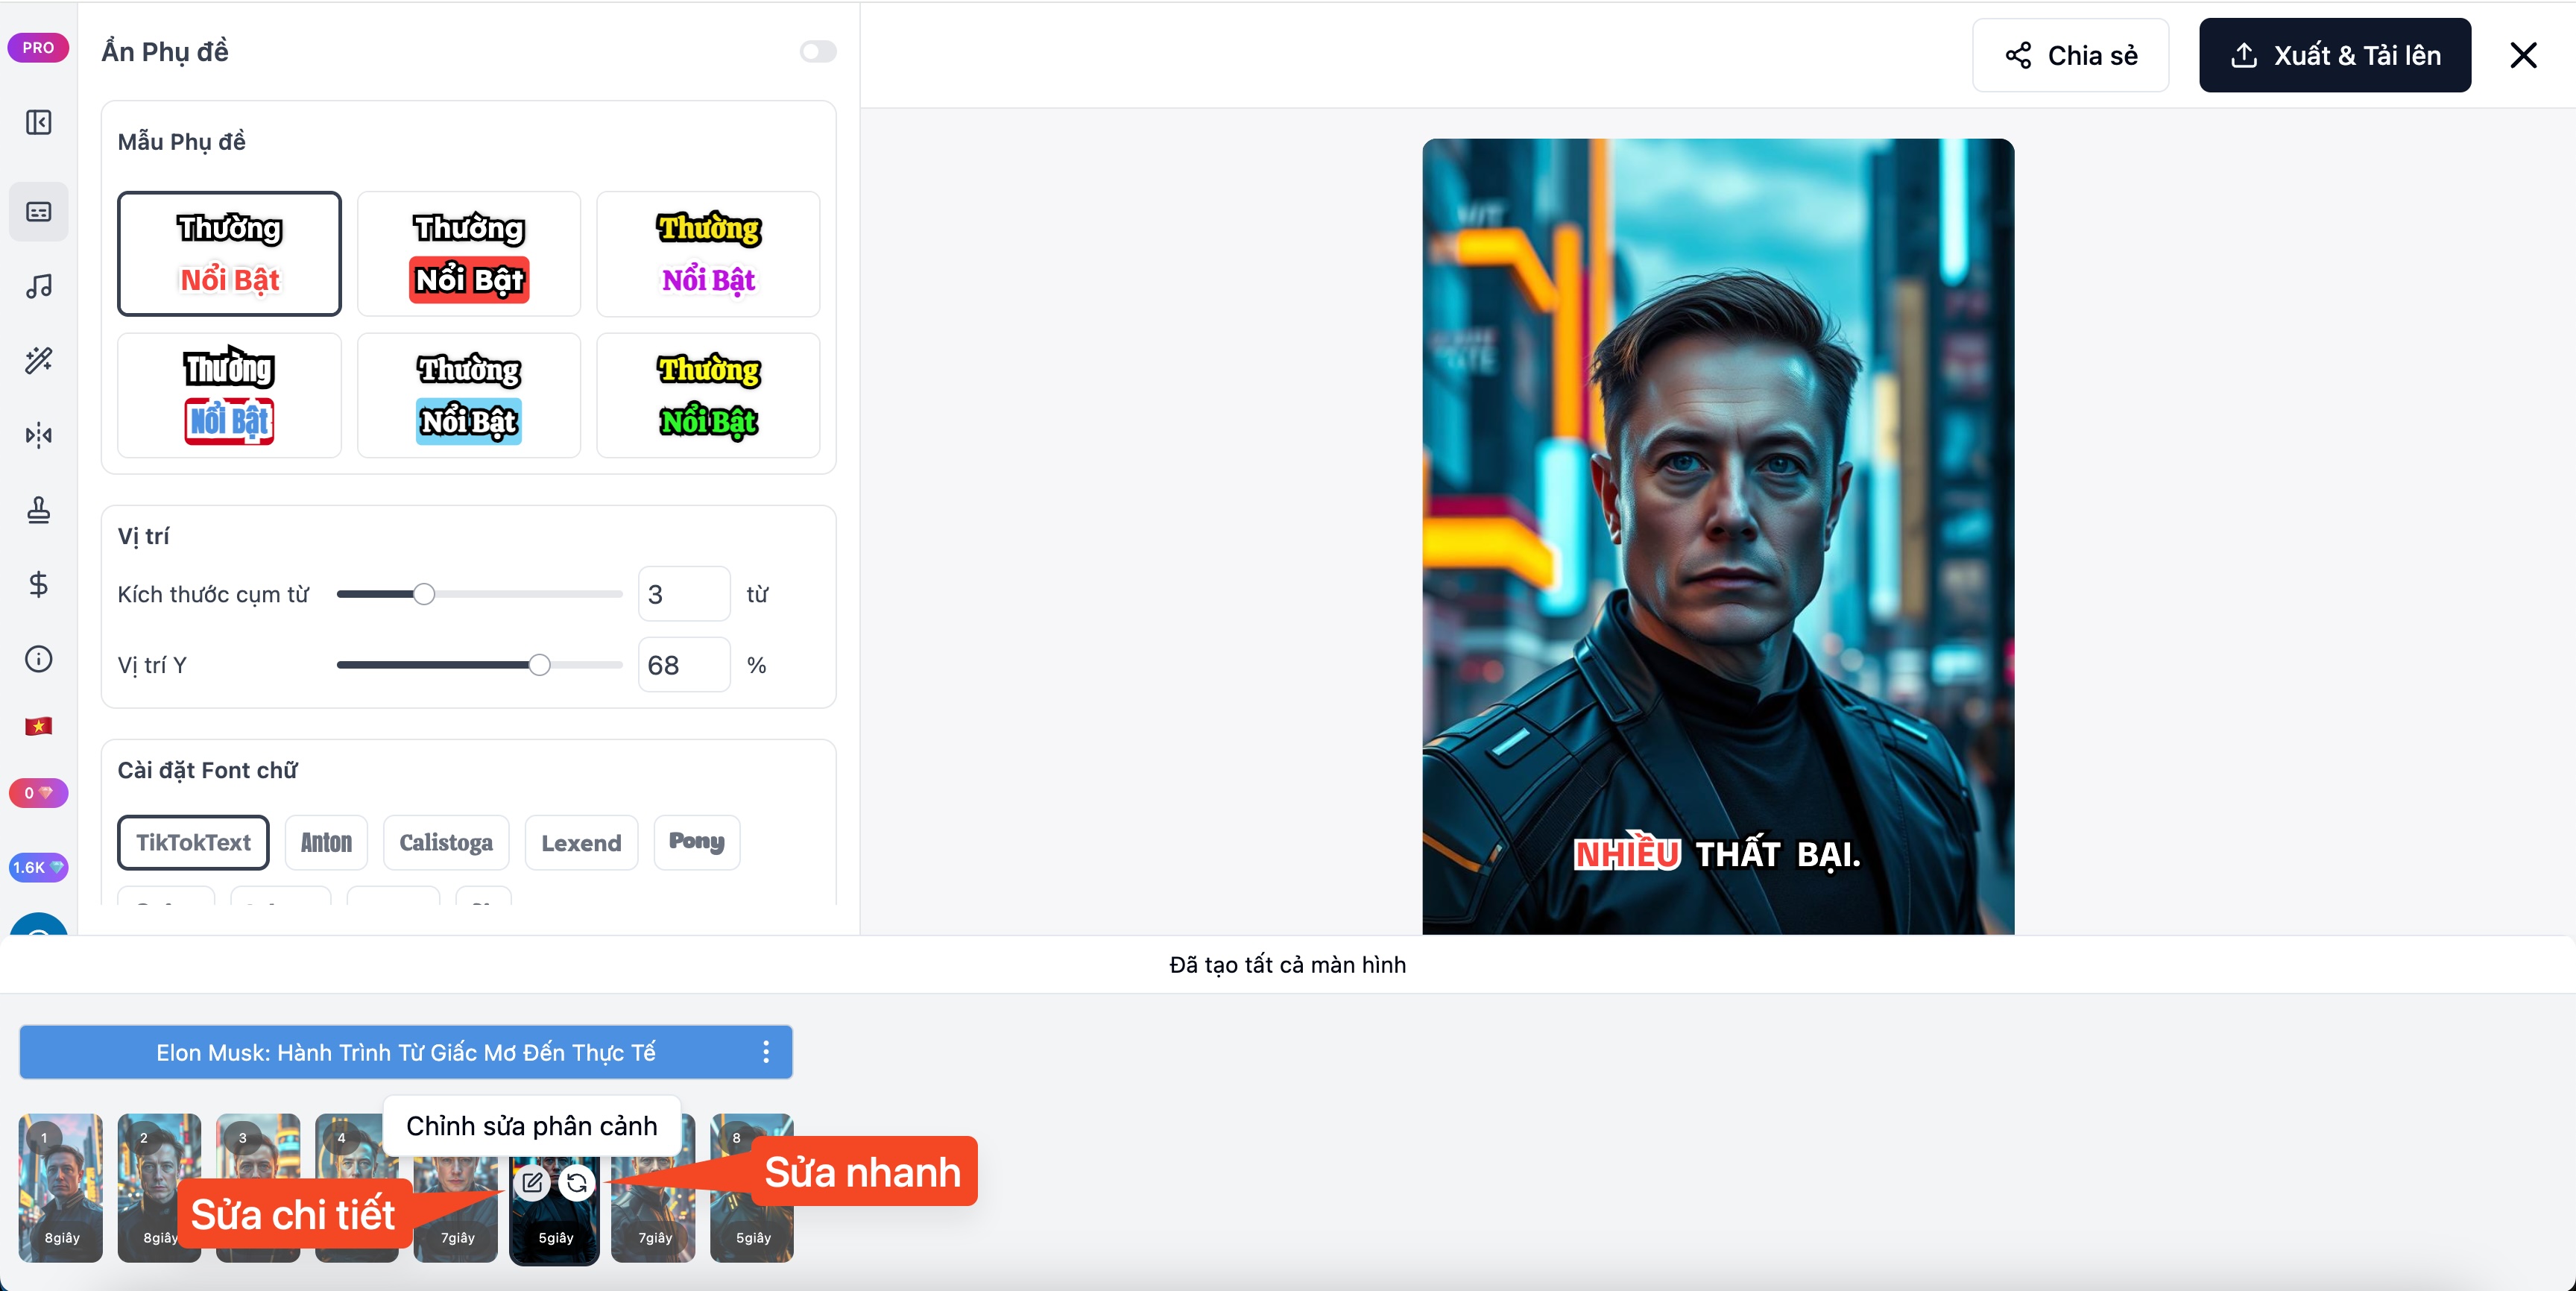 PRO
Ẩn Phụ đề
Chia sẻ
Xuất & Tải lên
Mẫu Phụ đề
Thường
Nổi Bật
Thường
Nổi Bật
Thường
Nổi Bật
Thường
Nổi Bật
Thường
Nổi Bật
Thường
Nổi Bật
Vị trí
Kích thước cụm từ
3
từ
Vị trí Y
68
%
Cài đặt Font chữ
TikTokText
Anton
Calistoga
Lexend
Pony
0
1.6K
NHIỀU THẤT BẠI.
Đã tạo tất cả màn hình
Elon Musk: Hành Trình Từ Giấc Mơ Đến Thực Tế
Chỉnh sửa phân cảnh
1
2
3
4
8
Sửa nhanh
Sửa chi tiết
8giây
8giây
7giây
5giây
7giây
5giây